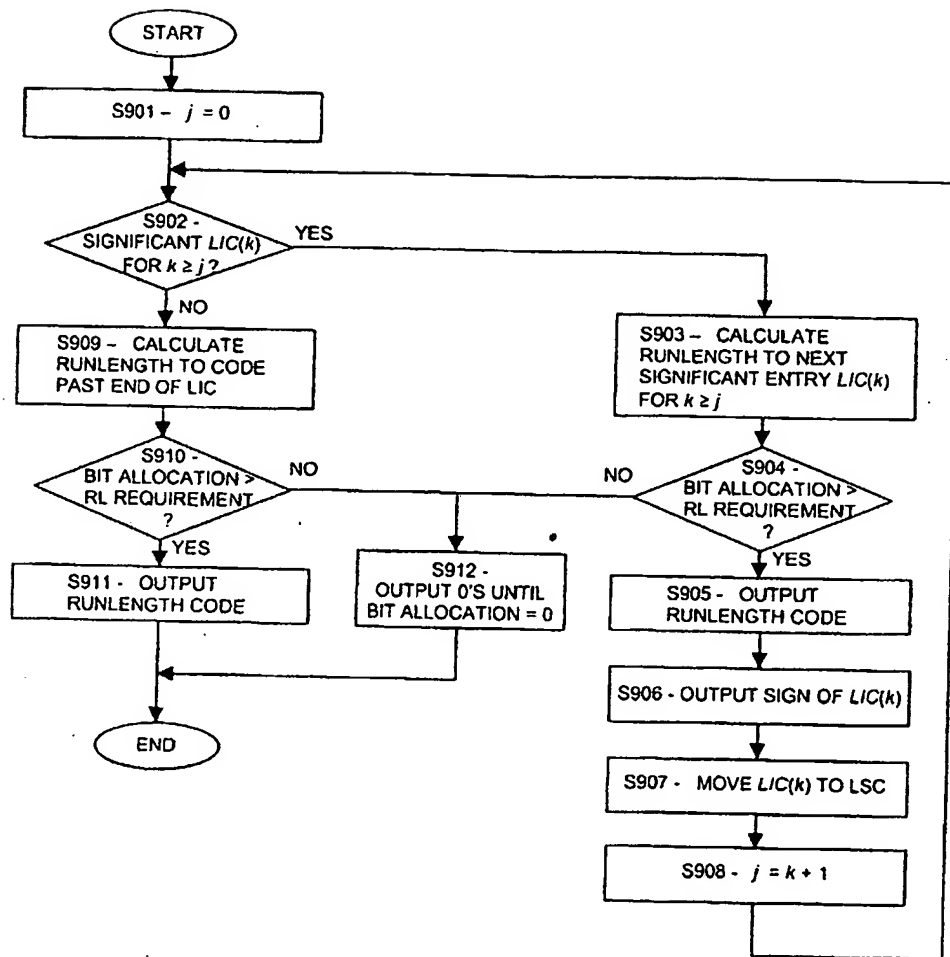 START
S901 – j = 0
S902 -
SIGNIFICANT LIC(k)
FOR k ≥ j ?
YES
NO
S909 – CALCULATE
RUNLENGTH TO CODE
PAST END OF LIC
S903 – CALCULATE
RUNLENGTH TO NEXT
SIGNIFICANT ENTRY LIC(k)
FOR k ≥ j
S910 -
BIT ALLOCATION >
RL REQUIREMENT
?
NO
YES
NO
S904 -
BIT ALLOCATION >
RL REQUIREMENT
?
YES
S911 - OUTPUT
RUNLENGTH CODE
S912 -
OUTPUT 0'S UNTIL
BIT ALLOCATION = 0
S905 - OUTPUT
RUNLENGTH CODE
S906 - OUTPUT SIGN OF LIC(k)
END
S907 - MOVE LIC(k) TO LSC
S908 - j = k + 1